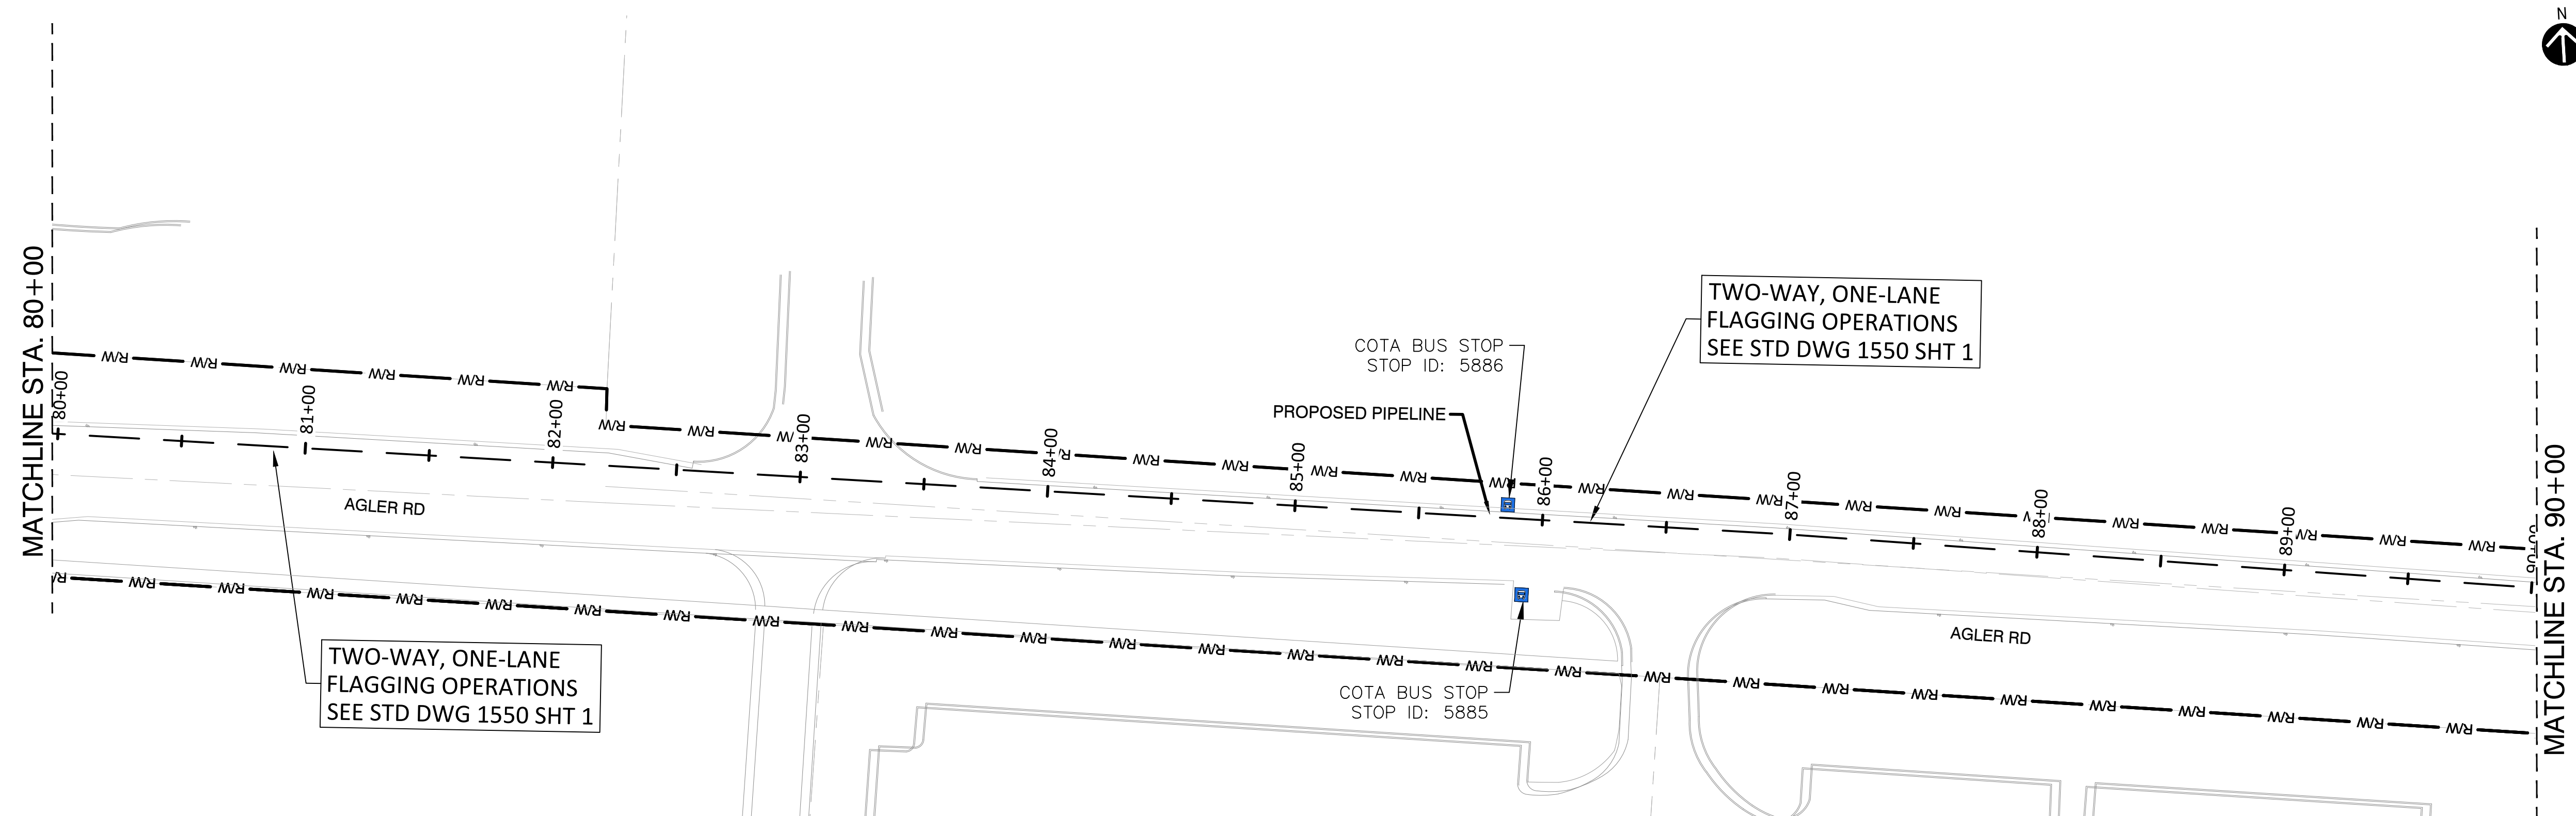 N
MATCHLINE STA. 80+00
R/W R/W R/W R/W R/W R/W
80+00
81+00
82+00
R/W R/W R/W R/W R/W R/W R/W R/W R/W R/W R/W R/W R/W R/W R/W R/W R/W R/W R/W R/W
83+00
84+00
85+00
86+00
87+00
88+00
89+00
TWO-WAY, ONE-LANE
FLAGGING OPERATIONS
SEE STD DWG 1550 SHT 1
COTA BUS STOP
STOP ID: 5886
PROPOSED PIPELINE
AGLER RD
AGLER RD
R/W R/W R/W R/W R/W R/W R/W R/W R/W R/W R/W R/W R/W R/W R/W R/W R/W R/W R/W R/W R/W R/W R/W R/W R/W R/W R/W
TWO-WAY, ONE-LANE
FLAGGING OPERATIONS
SEE STD DWG 1550 SHT 1
COTA BUS STOP
STOP ID: 5885
MATCHLINE STA. 90+00